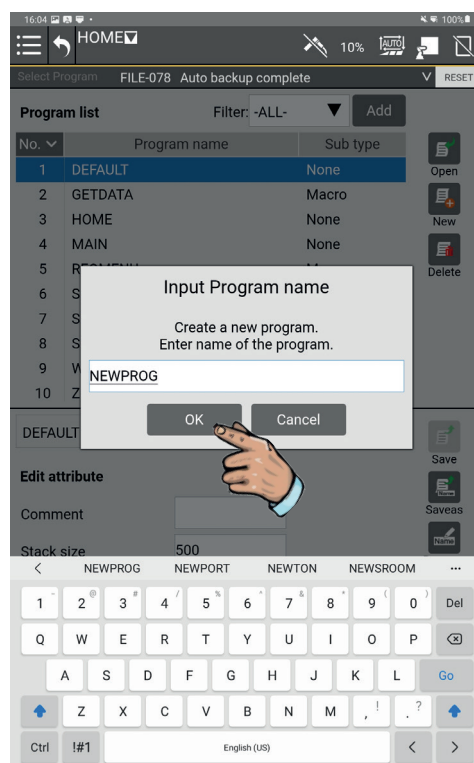 16:04 100%
HOME 10% AUTO
Select Program FILE-078 Auto backup complete RESET
Program list Filter: -ALL- Add
No. Program name Sub type
1 DEFAULT None Open
2 GETDATA Macro
3 HOME None New
4 MAIN None
5 Delete
6 S
7 S
8 S
9 W
10 Z
Input Program name
Create a new program.
Enter name of the program.
NEWPROG
OK Cancel
DEFAULT Save
Edit attribute
Comment Saveas
Stack size 500 Name
< NEWPROG NEWPORT NEWTON NEWSROOM ...
1 ~ 2 @ 3 # 4 / 5 % 6 ^ 7 & 8 * 9 ( 0 ) Del
Q W E R T Y U I O P
A S D F G H J K L Go
Z X C V B N M , ! . ?
Ctrl !#1 English (US) < >